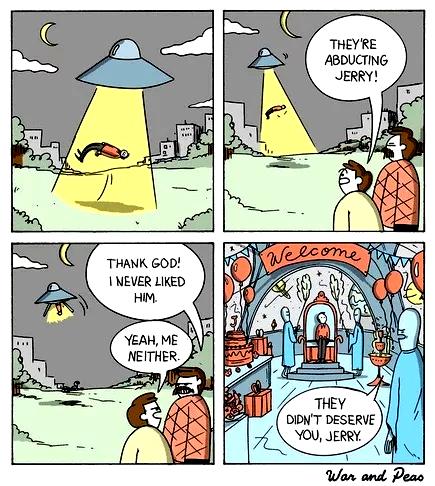 THEY'RE
ABDUCTING
JERRY!
THANK GOD!
I NEVER LIKED
HIM.
YEAH, ME
NEITHER.
Welcome
THEY
DIDN'T DESERVE
YOU, JERRY.
War and Peas